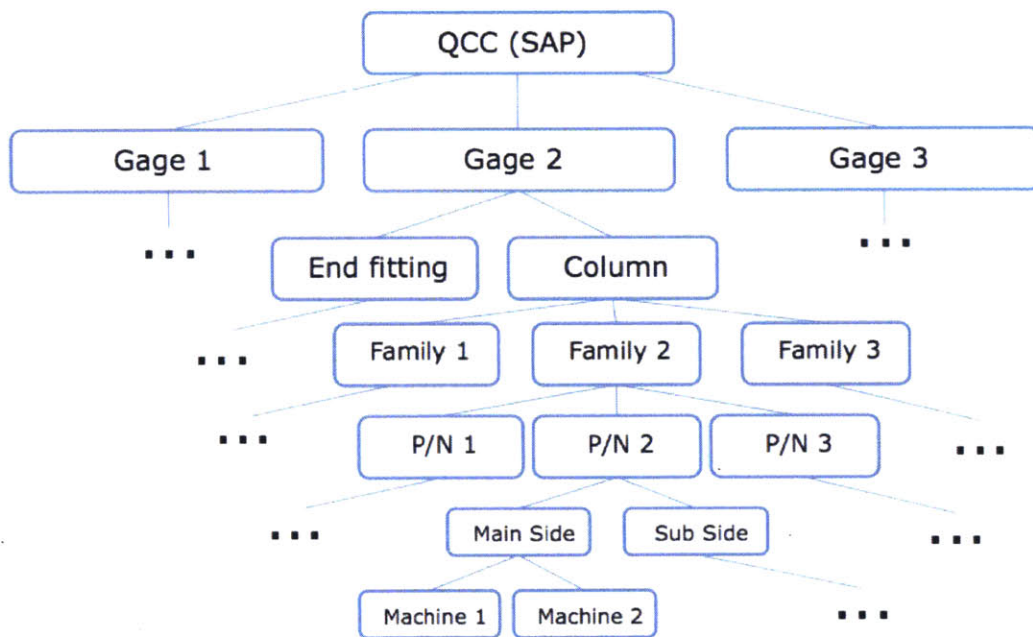 QCC (SAP)
Gage 1
Gage 2
Gage 3
...
...
End fitting
Column
...
Family 1
Family 2
Family 3
...
P/N 1
P/N 2
P/N 3
...
...
Main Side
Sub Side
...
Machine 1
Machine 2
...